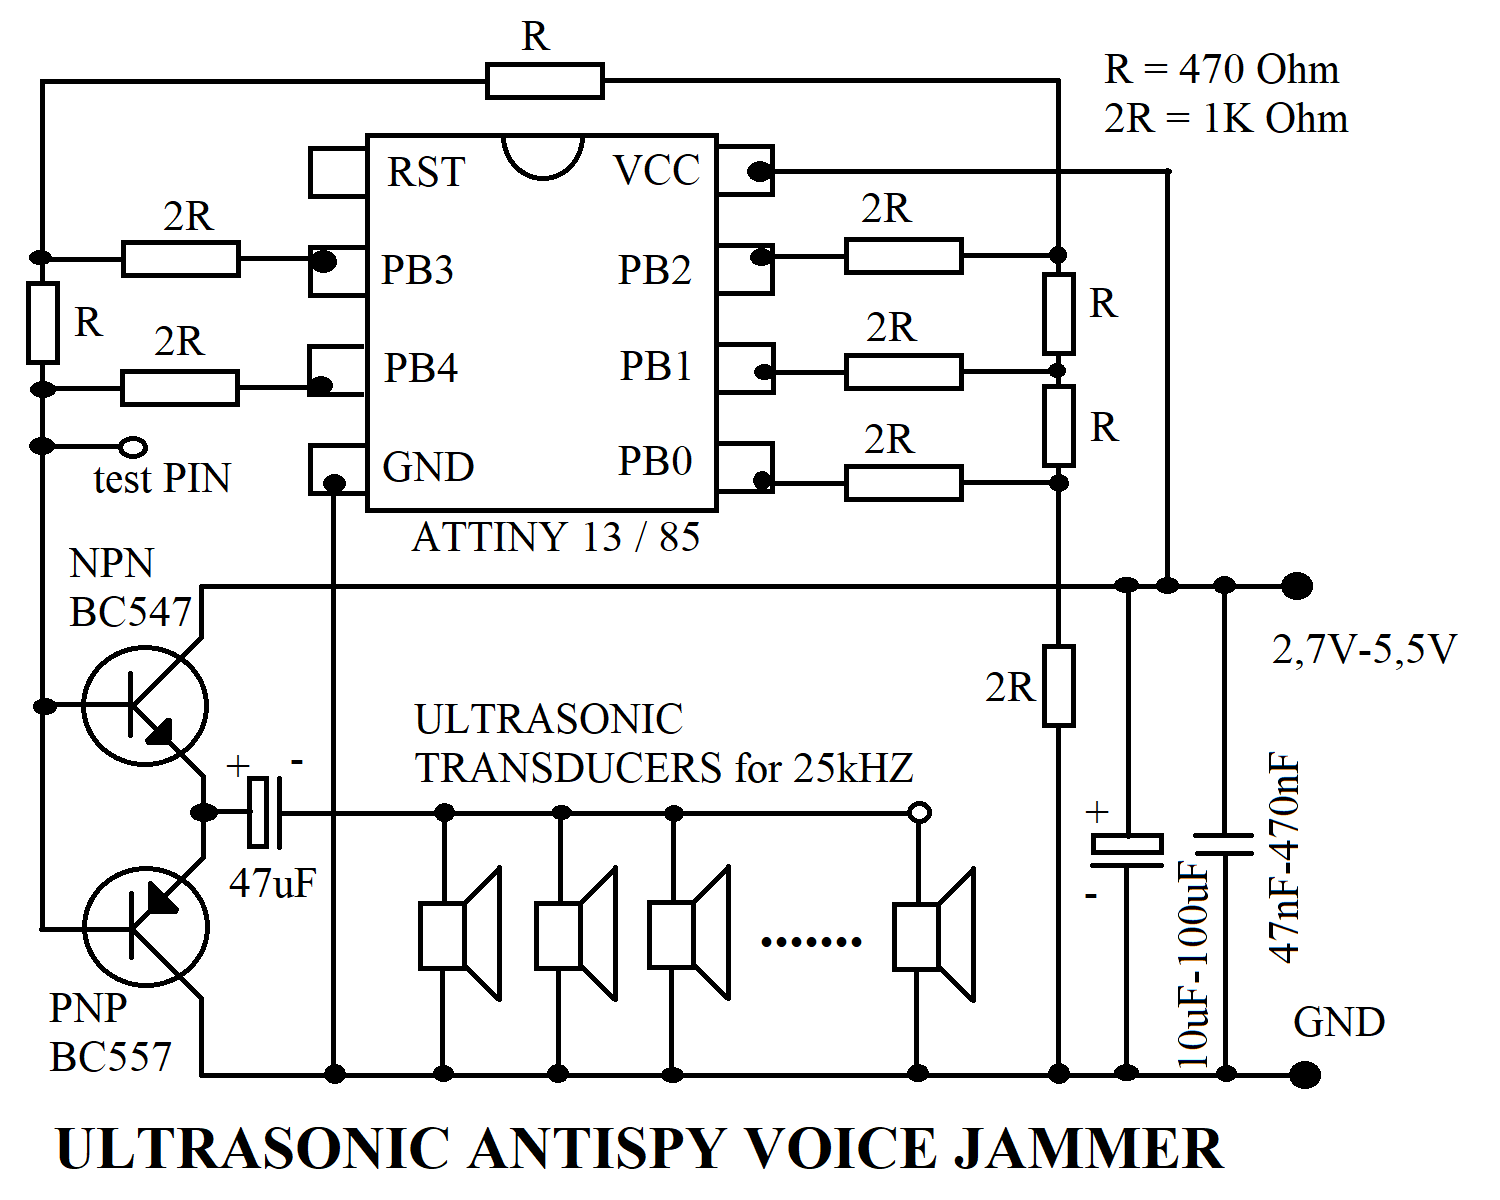 R
R = 470 Ohm
2R = 1K Ohm
RST
VCC
2R
2R
PB3
PB2
R
R
2R
2R
PB4
PB1
R
2R
test PIN
GND
PB0
ATTINY 13 / 85
NPN
BC547
2,7V-5,5V
2R
ULTRASONIC
TRANSDUCERS for 25kHZ
+ -
47uF
+
-
10uF-100uF
47nF-470nF
PNP
BC557
GND
ULTRASONIC ANTISPY VOICE JAMMER